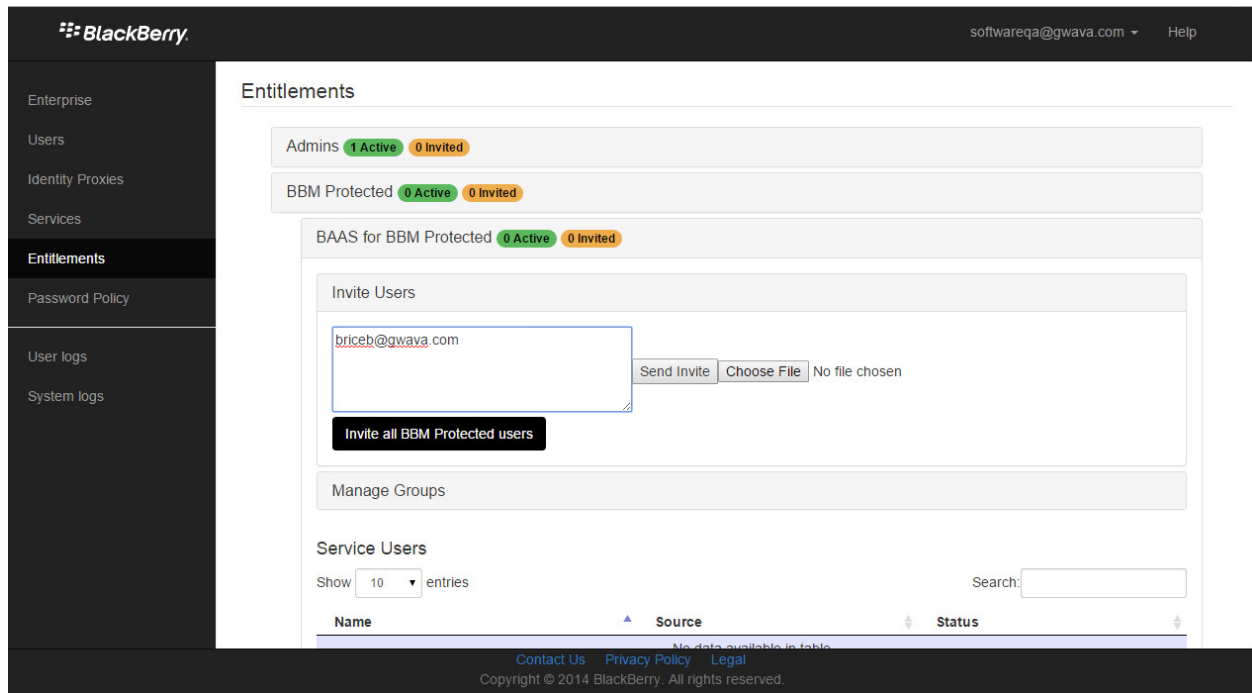 BlackBerry.
softwareqa@gwava.com Help
Enterprise
Users
Identity Proxies
Services
Entitlements
Password Policy
User logs
System logs
Entitlements
Admins 1 Active 0 Invited
BBM Protected 0 Active 0 Invited
BAAS for BBM Protected 0 Active 0 Invited
Invite Users
briceb@gwava.com
Send Invite Choose File No file chosen
Invite all BBM Protected users
Manage Groups
Service Users
Show 10 entries Search:
Name Source Status
No data available in table
Contact Us Privacy Policy Legal
Copyright © 2014 BlackBerry. All rights reserved.